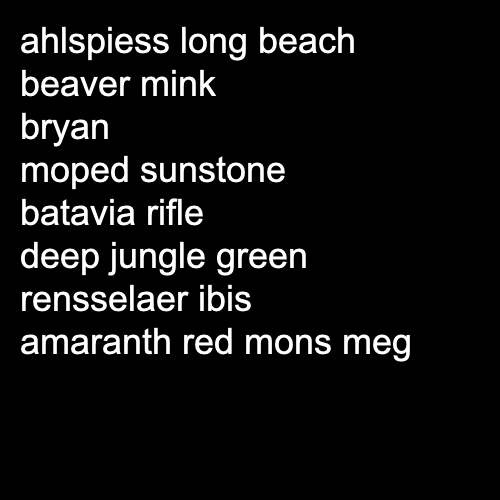 ahlspiess long beach
beaver mink
bryan
moped sunstone
batavia rifle
deep jungle green
rensselaer ibis
amaranth red mons meg